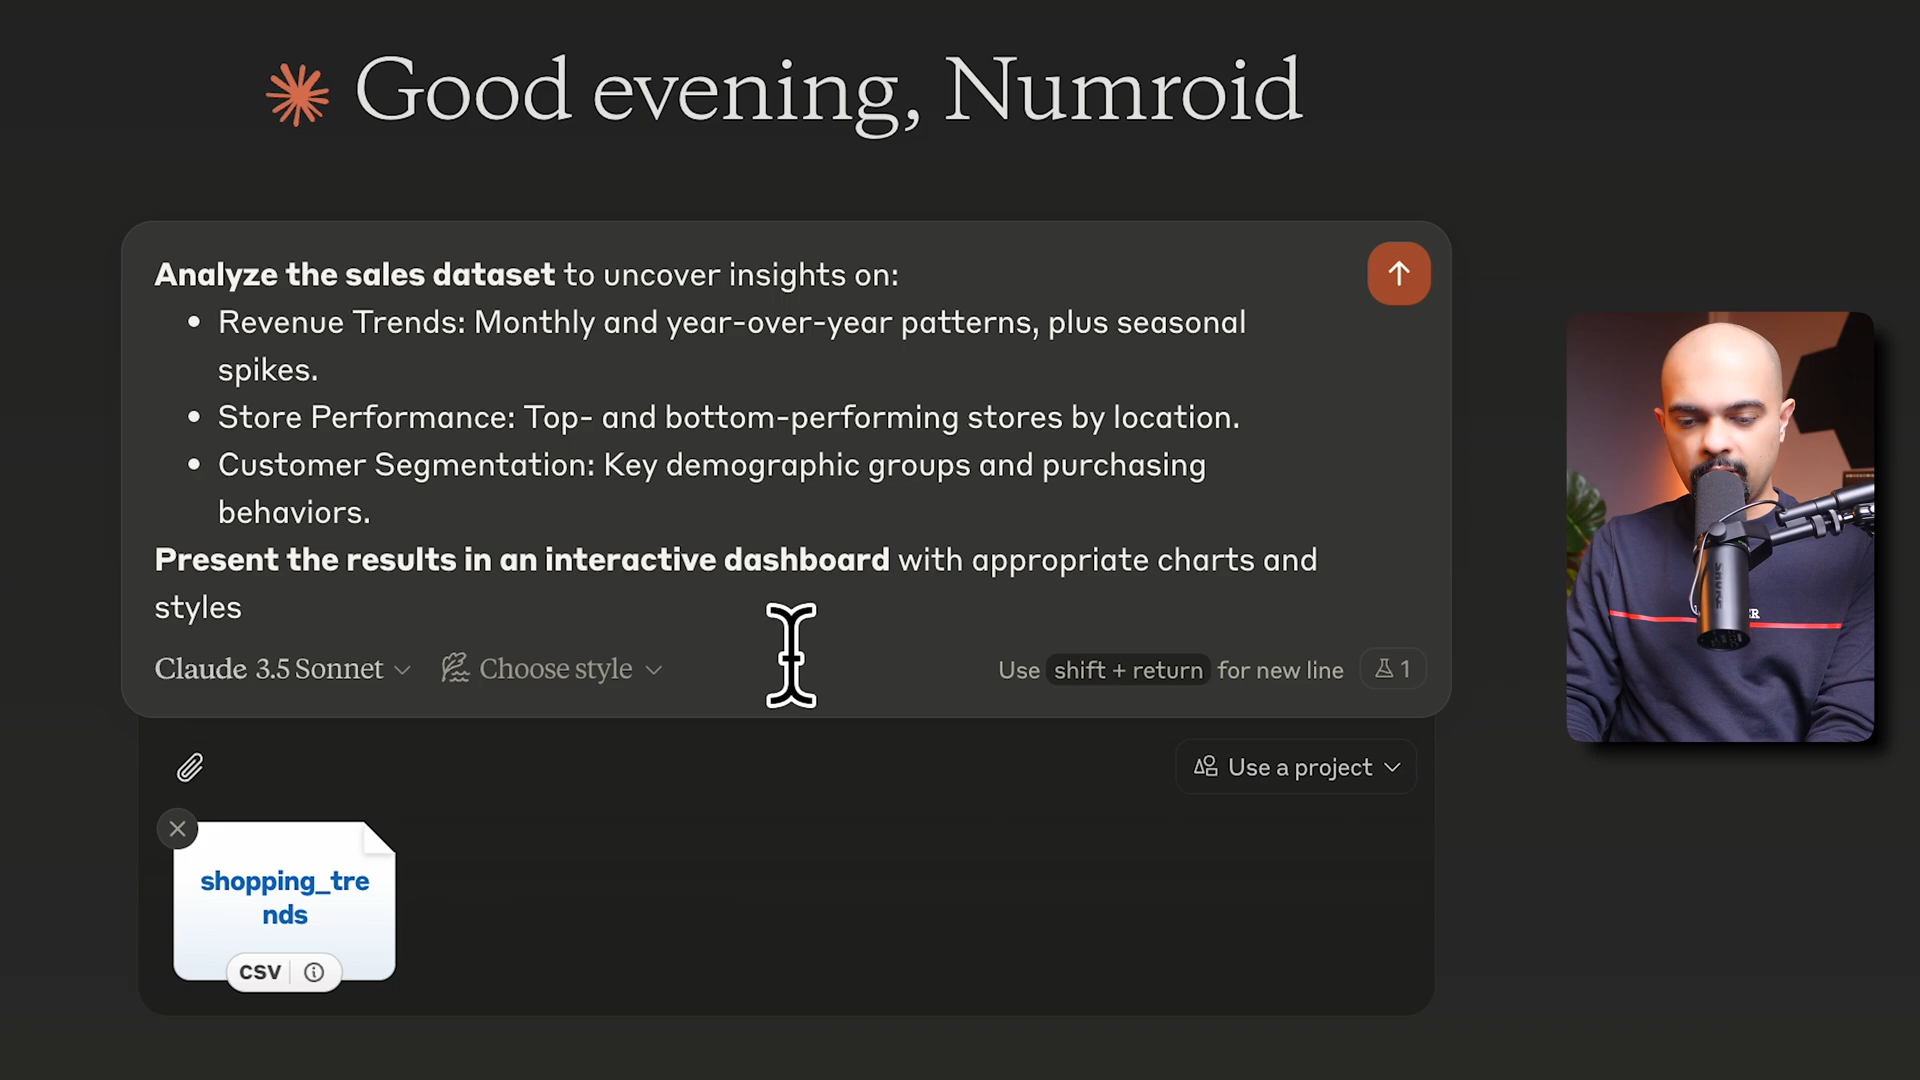 Good evening, Numroid
Analyze the sales dataset to uncover insights on:
• Revenue Trends: Monthly and year-over-year patterns, plus seasonal
spikes.
• Store Performance: Top- and bottom-performing stores by location.
• Customer Segmentation: Key demographic groups and purchasing
behaviors.
Present the results in an interactive dashboard with appropriate charts and
styles
Claude 3.5 Sonnet
Choose style
Use shift + return for new line
1
Use a project
shopping_tre
nds
CSV
SHURE